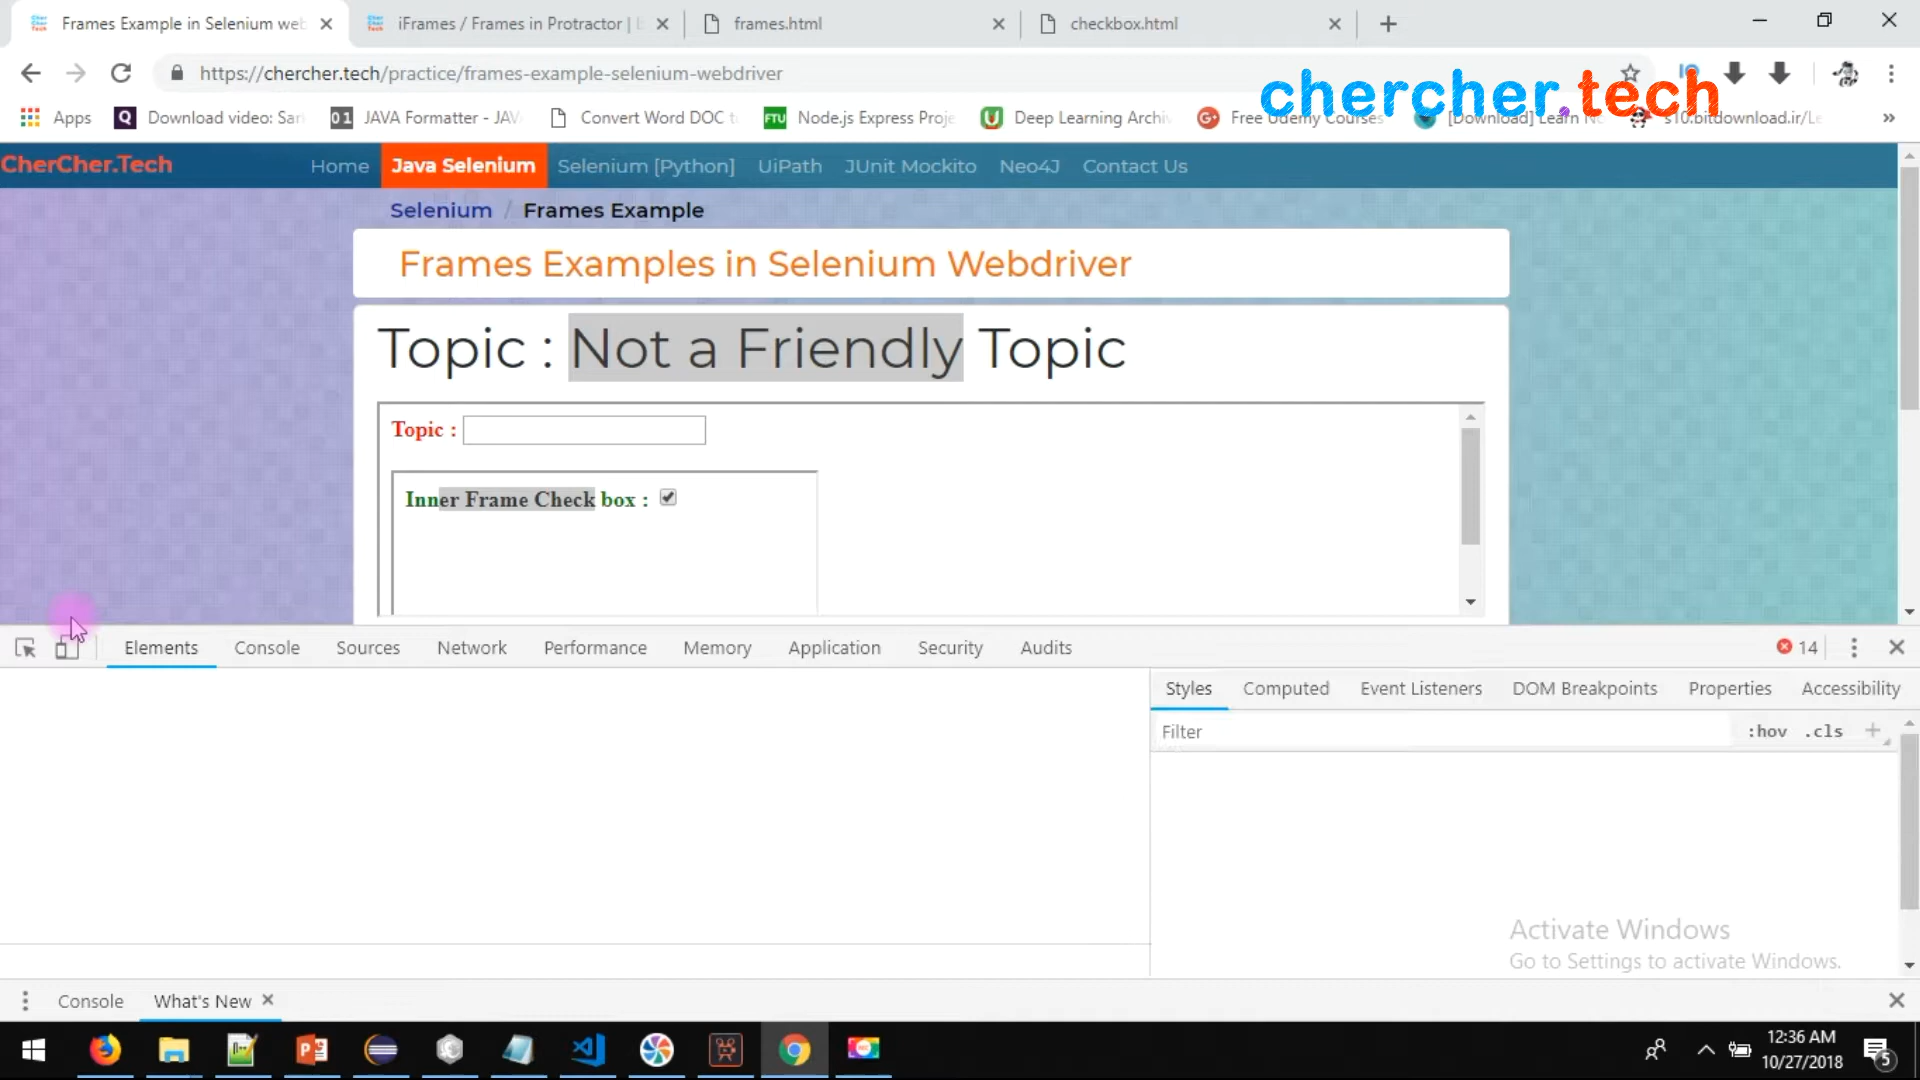 Frames Example in Selenium web
iFrames / Frames in Protractor |
frames.html
checkbox.html
https://chercher.tech/practice/frames-example-selenium-webdriver
chercher.tech
Apps
Q
Download video: Sar
01
JAVA Formatter - JAV
Convert Word DOC t
FTU
Node.js Express Proje
Deep Learning Archiv
G+
Free Udemy Courses
[Download] Learn N
s10.bitdownload.ir/Le
»
CherCher.Tech
Home
Java Selenium
Selenium [Python]
UiPath
JUnit Mockito
Neo4J
Contact Us
Selenium / Frames Example
Frames Examples in Selenium Webdriver
Topic : Not a Friendly Topic
Topic :
Inner Frame Check box :
Elements
Console
Sources
Network
Performance
Memory
Application
Security
Audits
14
Styles
Computed
Event Listeners
DOM Breakpoints
Properties
Accessibility
Filter
:hov
.cls
Activate Windows
Go to Settings to activate Windows.
Console
What's New
12:36 AM
10/27/2018
5